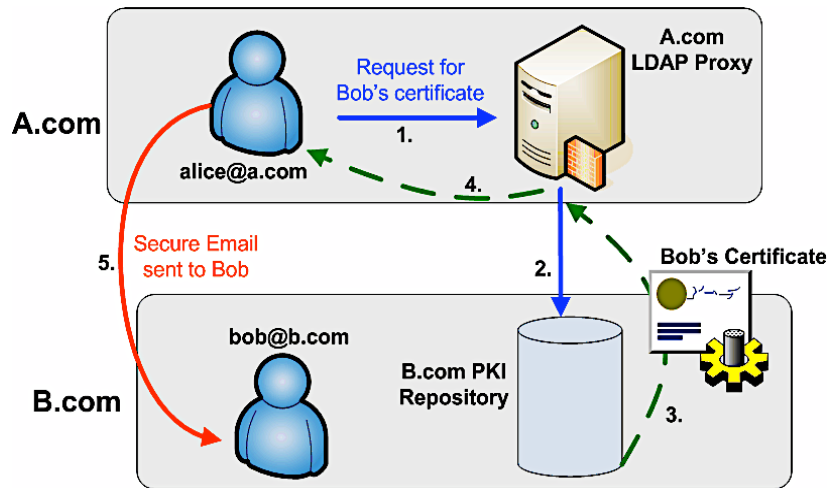 A.com
LDAP Proxy
Request for
Bob's certificate
1.
A.com
alice@a.com
4.
5.
Secure Email
sent to Bob
2.
Bob's Certificate
bob@b.com
B.com PKI
Repository
B.com
3.